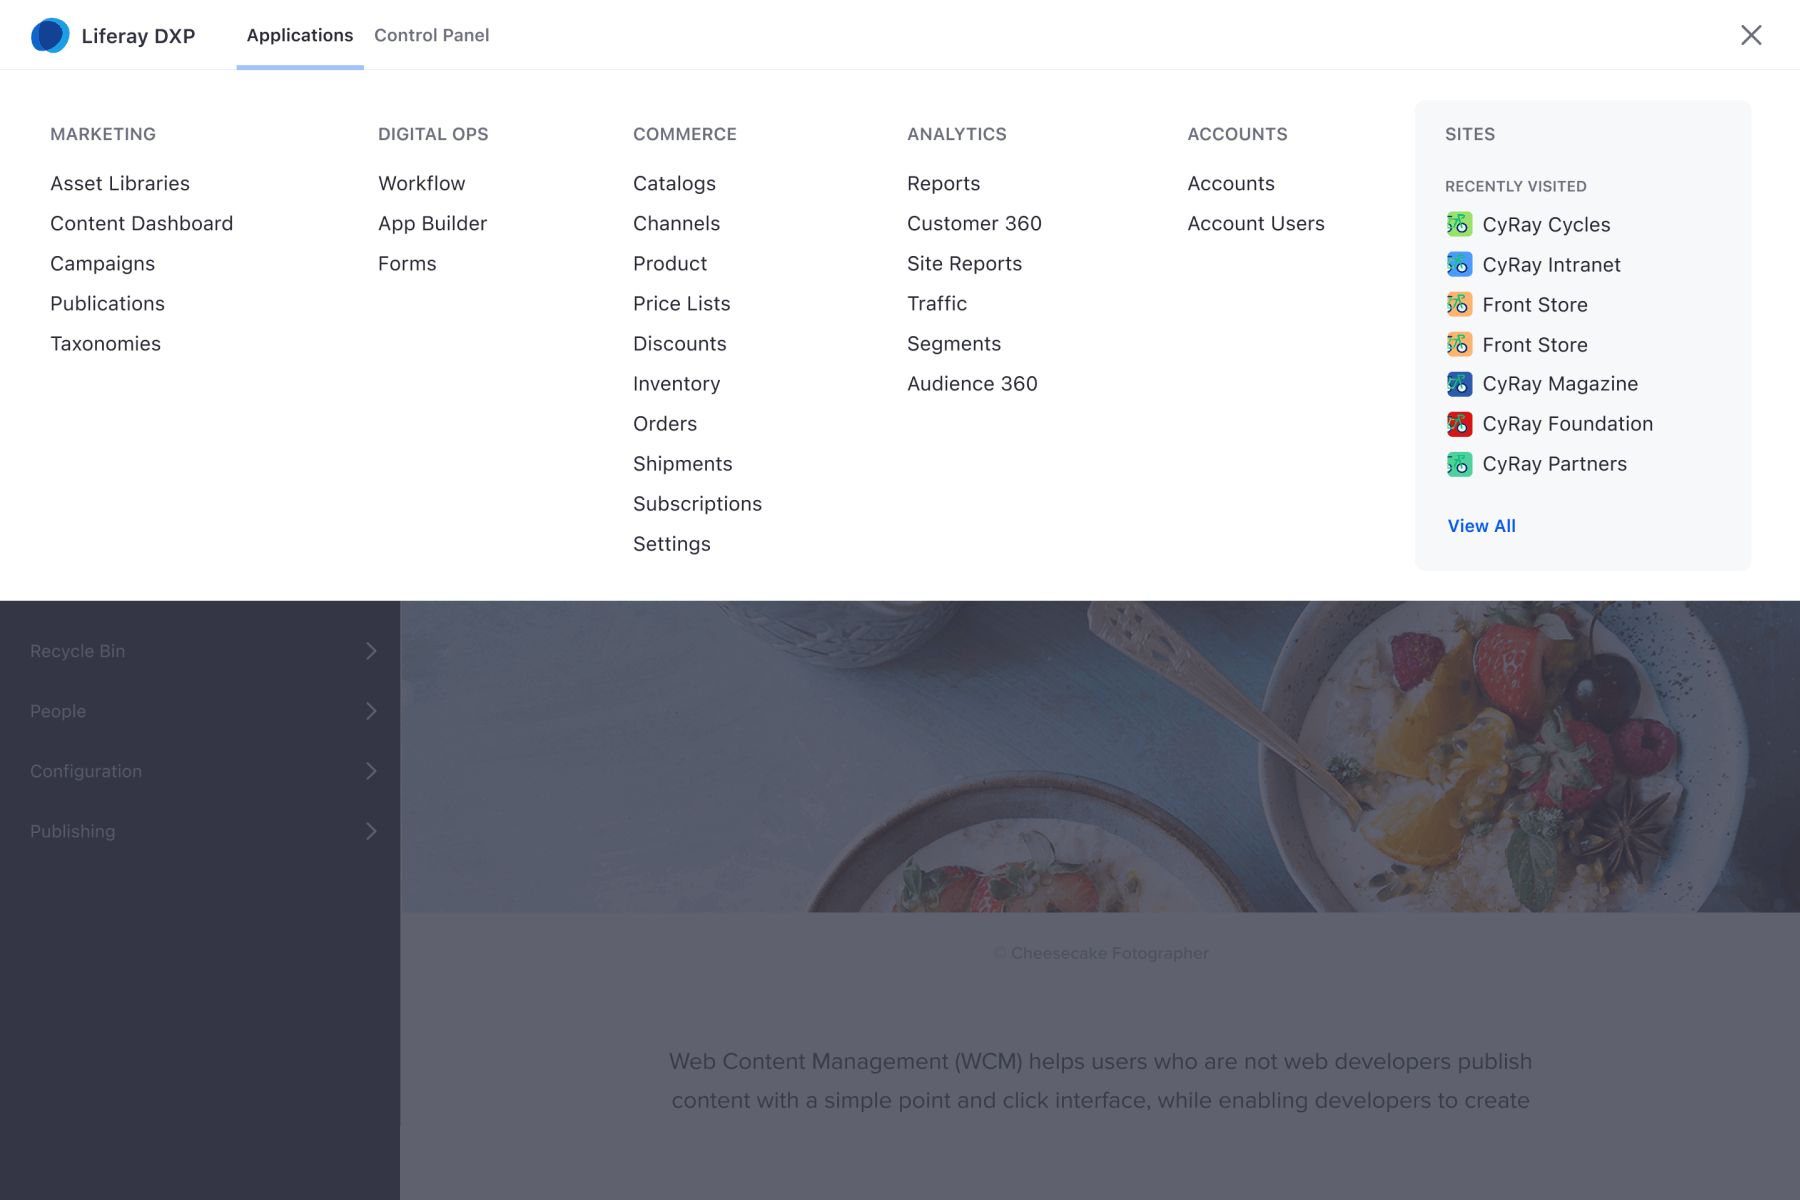 Liferay DXP
Applications
Control Panel
MARKETING
Asset Libraries
Content Dashboard
Campaigns
Publications
Taxonomies
DIGITAL OPS
Workflow
App Builder
Forms
COMMERCE
Catalogs
Channels
Product
Price Lists
Discounts
Inventory
Orders
Shipments
Subscriptions
Settings
ANALYTICS
Reports
Customer 360
Site Reports
Traffic
Segments
Audience 360
ACCOUNTS
Accounts
Account Users
SITES
RECENTLY VISITED
CyRay Cycles
CyRay Intranet
Front Store
Front Store
CyRay Magazine
CyRay Foundation
CyRay Partners
View All
Recycle Bin
People
Configuration
Publishing
© Cheesecake Fotographer
Web Content Management (WCM) helps users who are not web developers publish
content with a simple point and click interface, while enabling developers to create